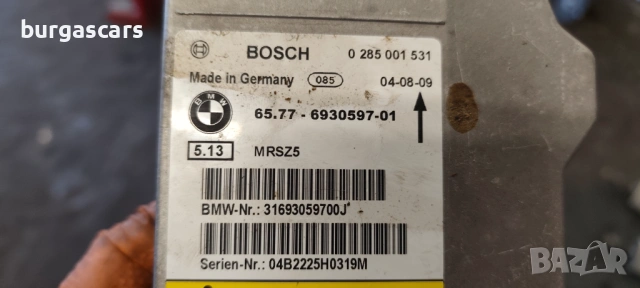 burgascars
BOSCH 0 285 001 531
Made in Germany 085 04-08-09
BMW
65.77 - 6930597-01
5.13 MRSZ5
BMW-Nr.: 31693059700J*
Serien-Nr.: 04B2225H0319M
BAZAR